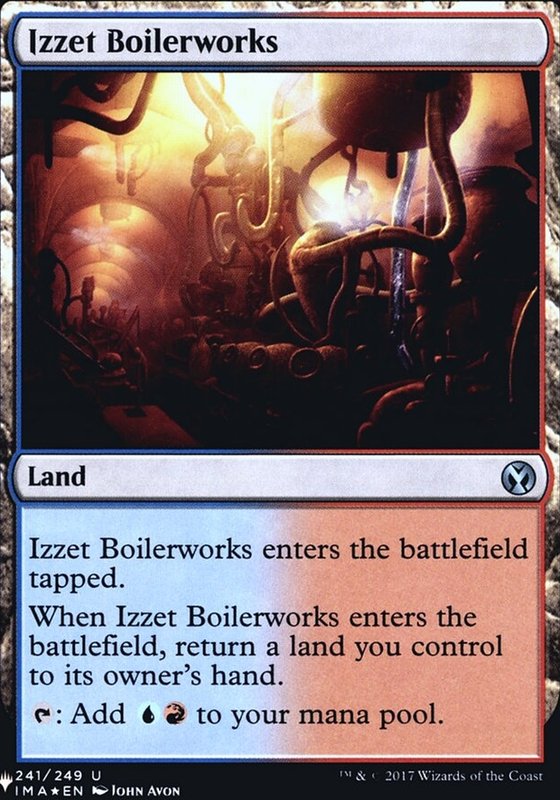 Izzet Boilerworks
Land
Izzet Boilerworks enters the battlefield
tapped.
When Izzet Boilerworks enters the
battlefield, return a land you control
to its owner's hand.
: Add to your mana pool.
241/249 U
IMA★EN John Avon
™ & © 2017 Wizards of the Coast